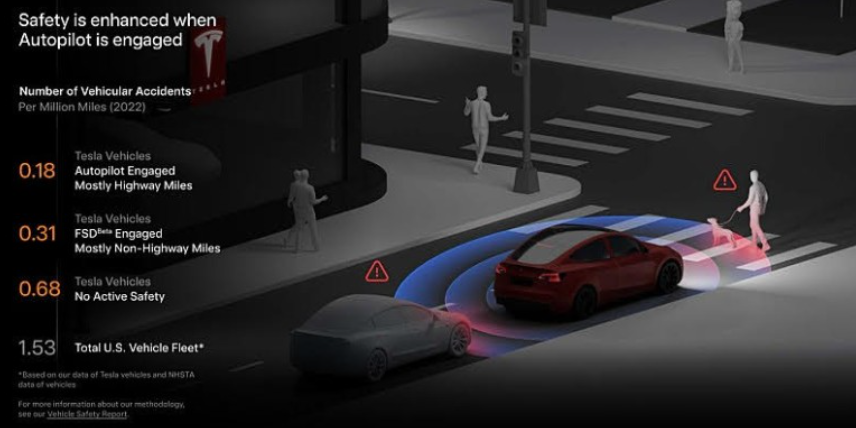 Safety is enhanced when
Autopilot is engaged
TESLA
Number of Vehicular Accidents
Per Million Miles (2022)
0.18
Tesla Vehicles
Autopilot Engaged
Mostly Highway Miles
0.31
Tesla Vehicles
FSDBeta Engaged
Mostly Non-Highway Miles
0.68
Tesla Vehicles
No Active Safety
1.53
Total U.S. Vehicle Fleet*
*Based on our data of Tesla vehicles and NHSTA
data of vehicles
For more information about our methodology,
see our Vehicle Safety Report.